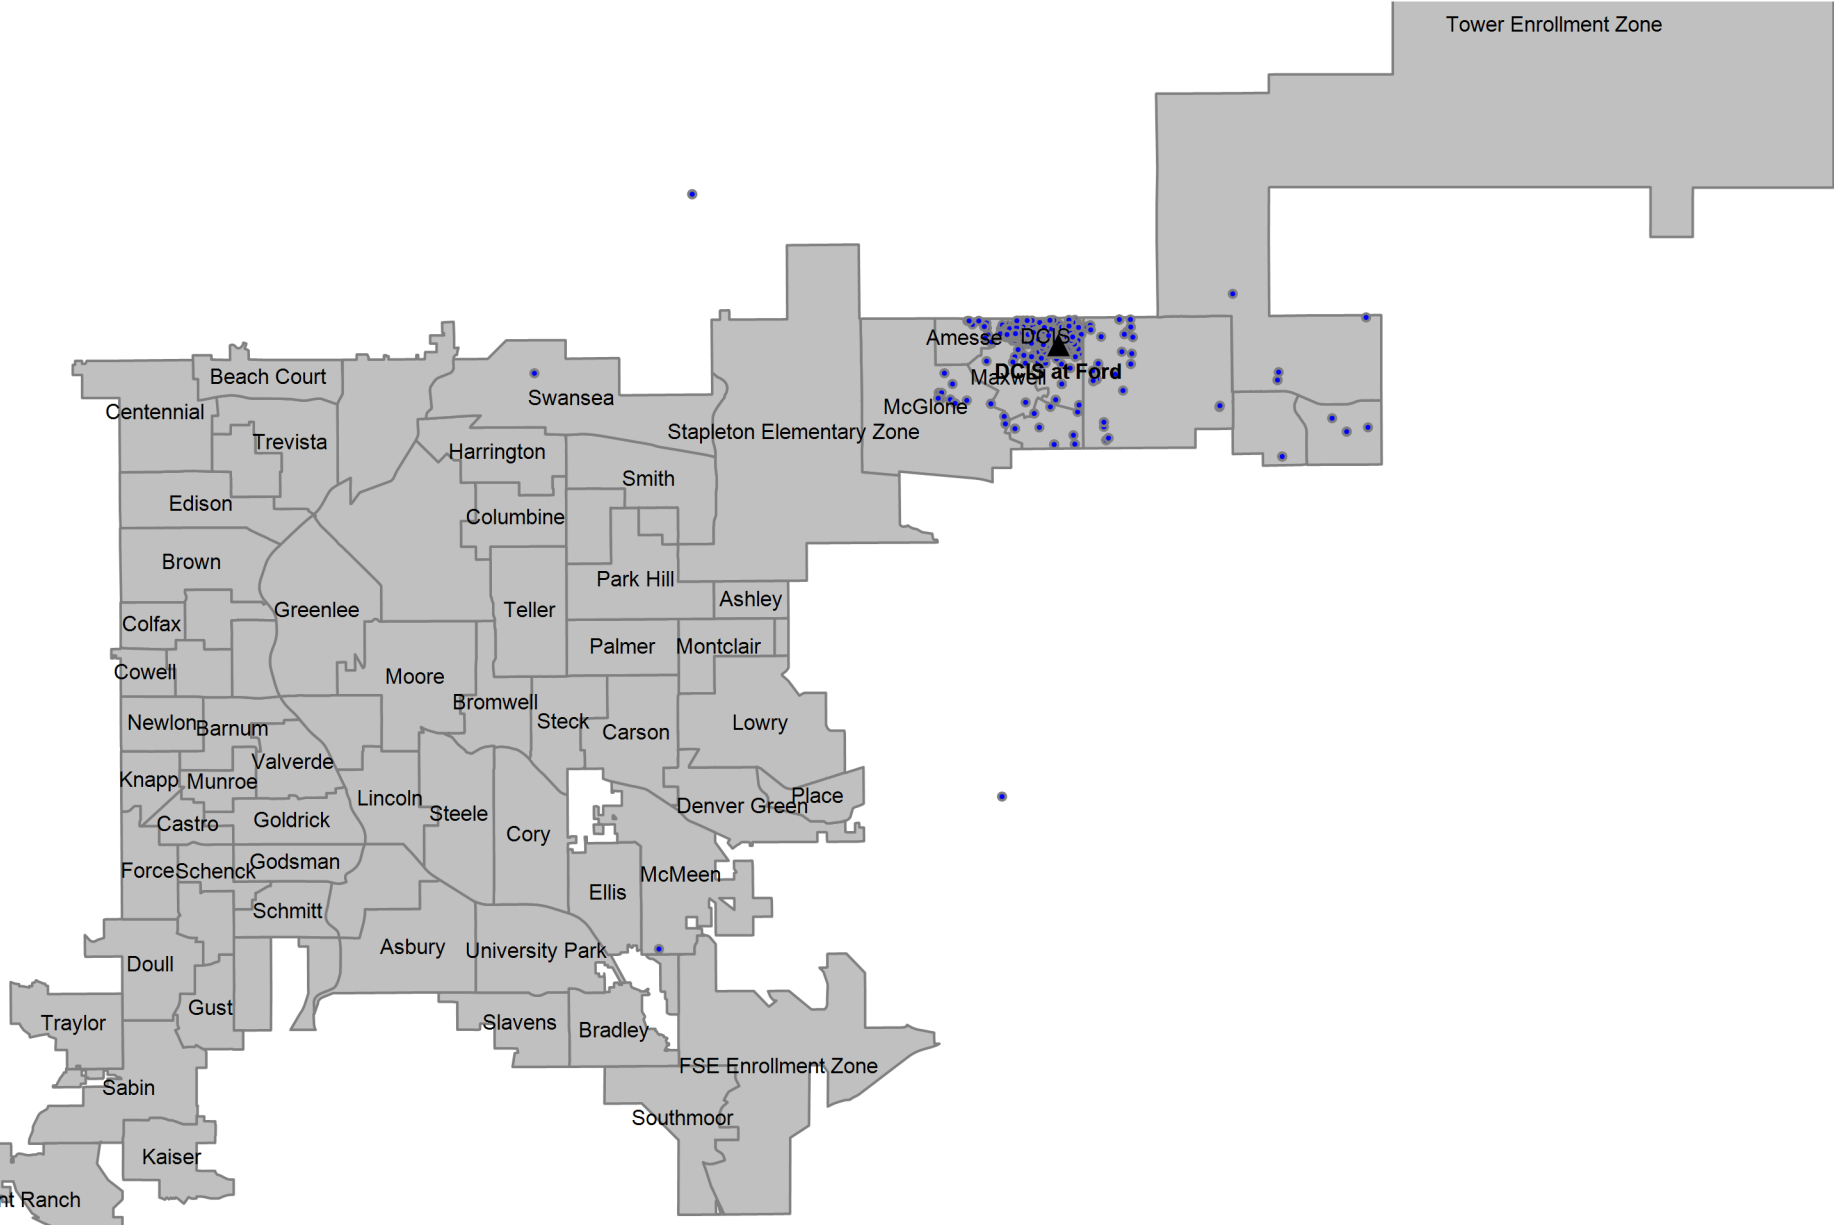 Tower Enrollment Zone
Amesse
DCIS
DCIS at Ford
Maxwell
McGlone
Beach Court
Swansea
Centennial
Stapleton Elementary Zone
Trevista
Harrington
Smith
Edison
Columbine
Brown
Park Hill
Ashley
Greenlee
Teller
Colfax
Palmer
Montclair
Cowell
Moore
Bromwell
Newlon
Barnum
Steck
Carson
Lowry
Valverde
Knapp
Munroe
Lincoln
Place
Denver Green
Steele
Castro
Goldrick
Cory
Godsman
Force
Schenck
McMeen
Ellis
Schmitt
Asbury
University Park
Doull
Gust
Traylor
Slavens
Bradley
FSE Enrollment Zone
Sabin
Southmoor
Kaiser
nt Ranch